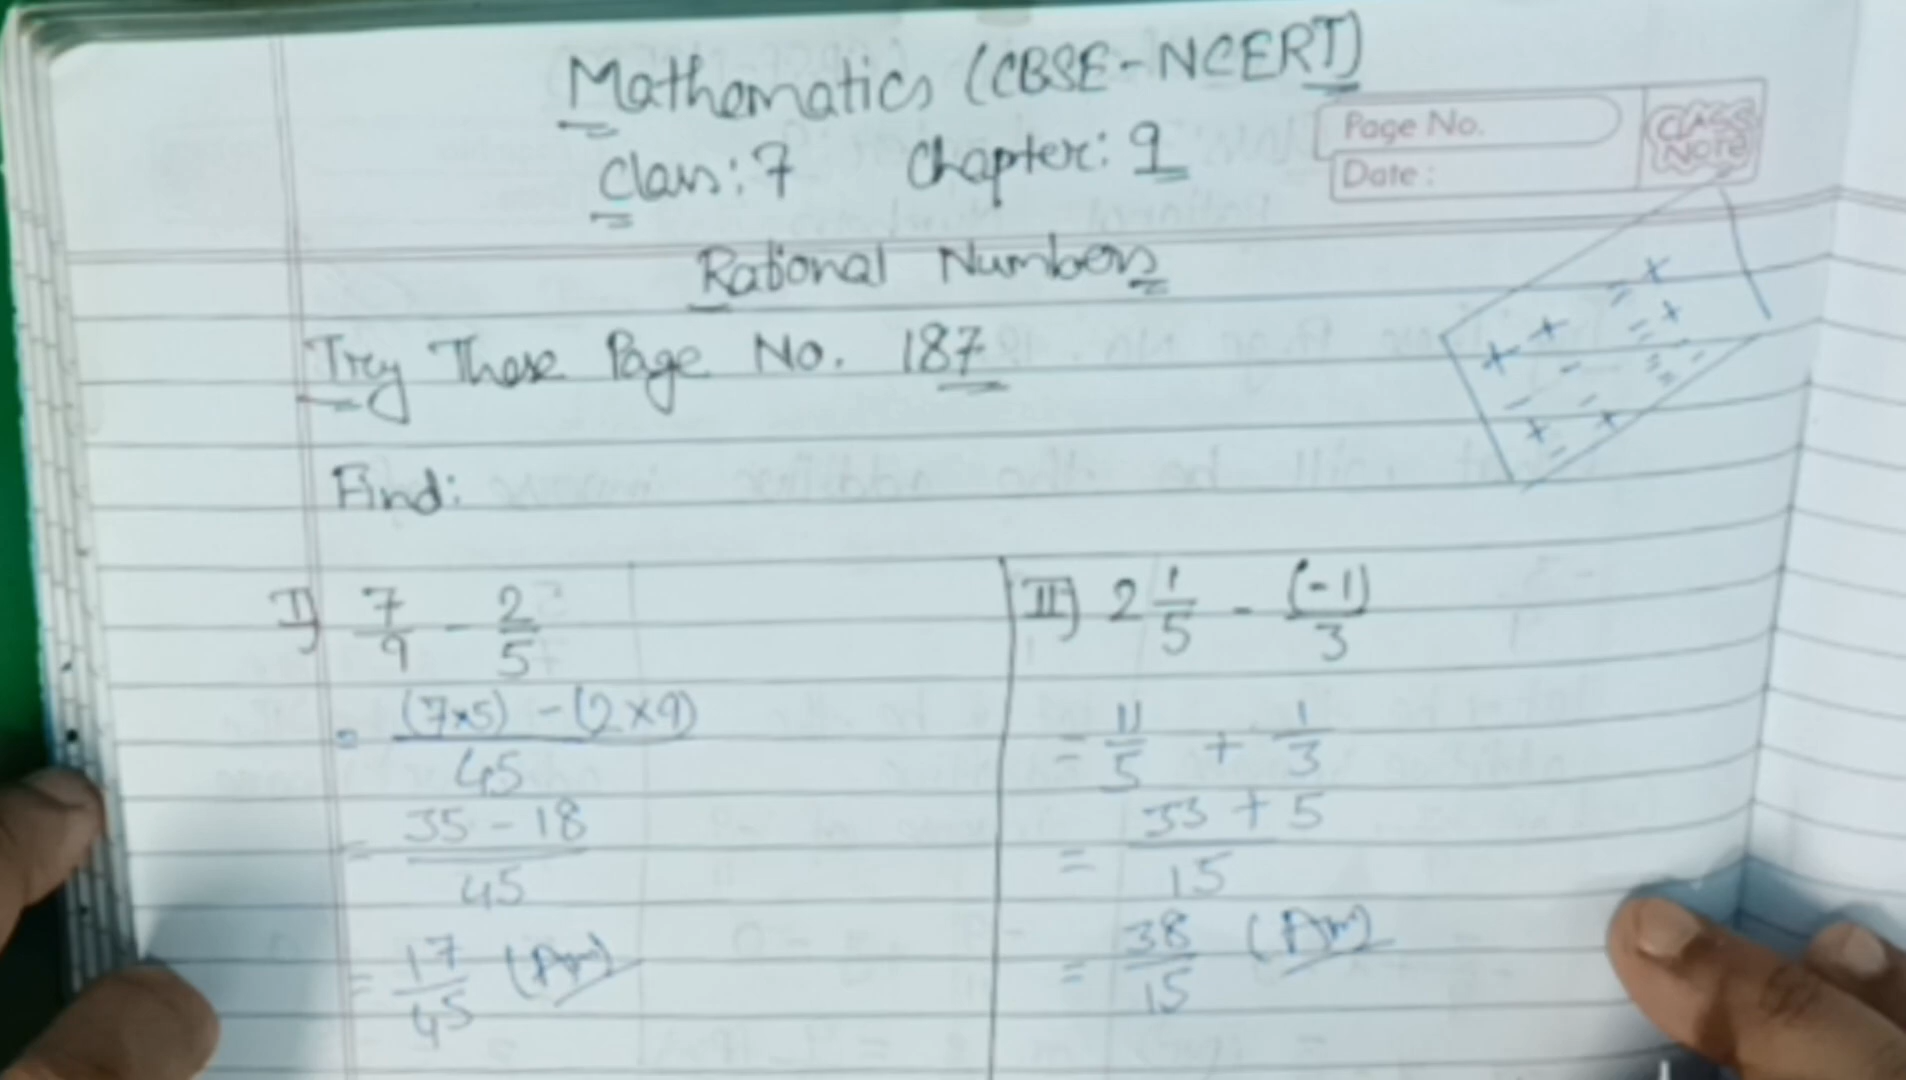 Mathematics (CBSE-NCERT)
Page No.
CLASS NOTE
Class: 7 Chapter: 9
Date:
Rational Numbers
Try These Page No. 187
Find:
I) 7/9 - 2/5
= (7×5) - (2×9) / 45
= 35 - 18 / 45
= 17/45 (Ans)
II) 2 1/5 - (-1)/3
= 11/5 + 1/3
= 33 + 5 / 15
= 38/15 (Ans)